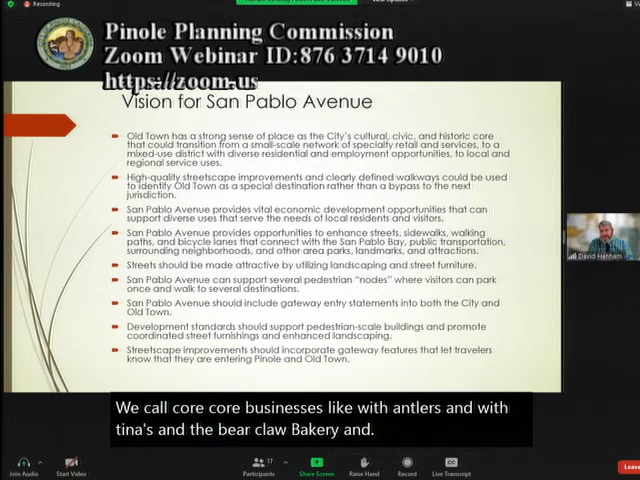 Recording
Pinole Planning Commission
Zoom Webinar ID:876 3714 9010
https://zoom.us
Vision for San Pablo Avenue
Old Town has a strong sense of place as the City's cultural, civic, and historic core
that could transition from a small-scale network of specialty retail and services, to a
mixed-use district with diverse residential and employment opportunities, to local and
regional service uses.
High-quality streetscape improvements and clearly defined walkways could be used
to identify Old Town as a special destination rather than a bypass to the next
jurisdiction.
San Pablo Avenue provides vital economic development opportunities that can
support diverse uses that serve the needs of local residents and visitors.
San Pablo Avenue provides opportunities to enhance streets, sidewalks, walking
paths, and bicycle lanes that connect with the San Pablo Bay, public transportation,
surrounding neighborhoods, and other area parks, landmarks, and attractions.
Streets should be made attractive by utilizing landscaping and street furniture.
San Pablo Avenue can support several pedestrian "nodes" where visitors can park
once and walk to several destinations.
San Pablo Avenue should include gateway entry statements into both the City and
Old Town.
Development standards should support pedestrian-scale buildings and promote
coordinated street furnishings and enhanced landscaping.
Streetscape improvements should incorporate gateway features that let travelers
know that they are entering Pinole and Old Town.
David Hanham
We call core core businesses like with antlers and with
tina's and the bear claw Bakery and.
17
CC
Join Audio
Start Video
Participants
Share Screen
Raise Hand
Record
Live Transcript
Leave